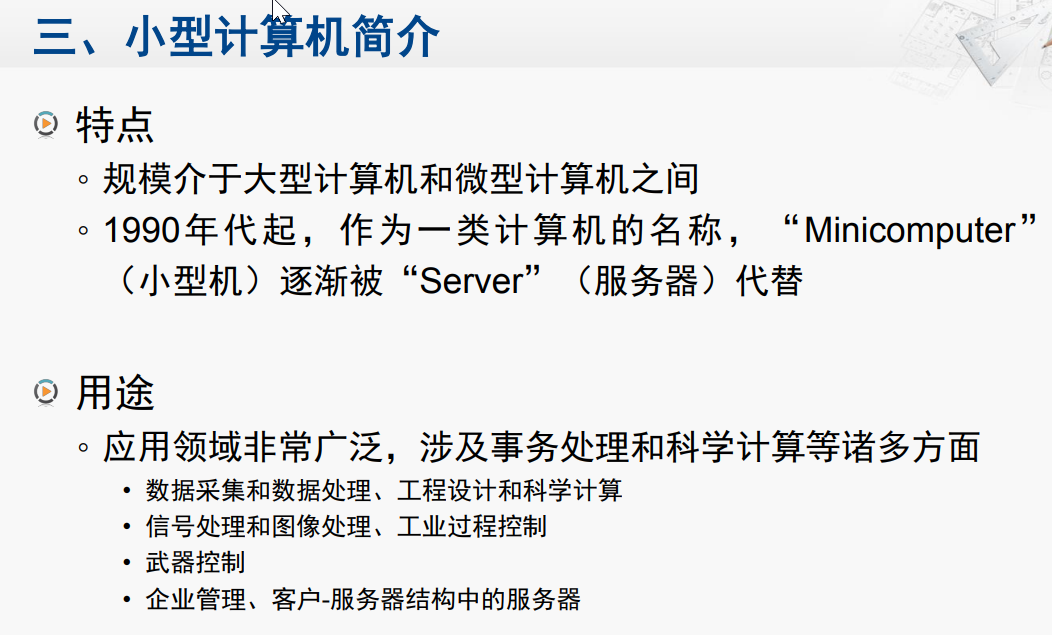 三、小型计算机简介
特点
规模介于大型计算机和微型计算机之间
1990年代起，作为一类计算机的名称，“Minicomputer”
（小型机）逐渐被“Server”（服务器）代替
用途
应用领域非常广泛，涉及事务处理和科学计算等诸多方面
• 数据采集和数据处理、工程设计和科学计算
• 信号处理和图像处理、工业过程控制
• 武器控制
• 企业管理、客户-服务器结构中的服务器